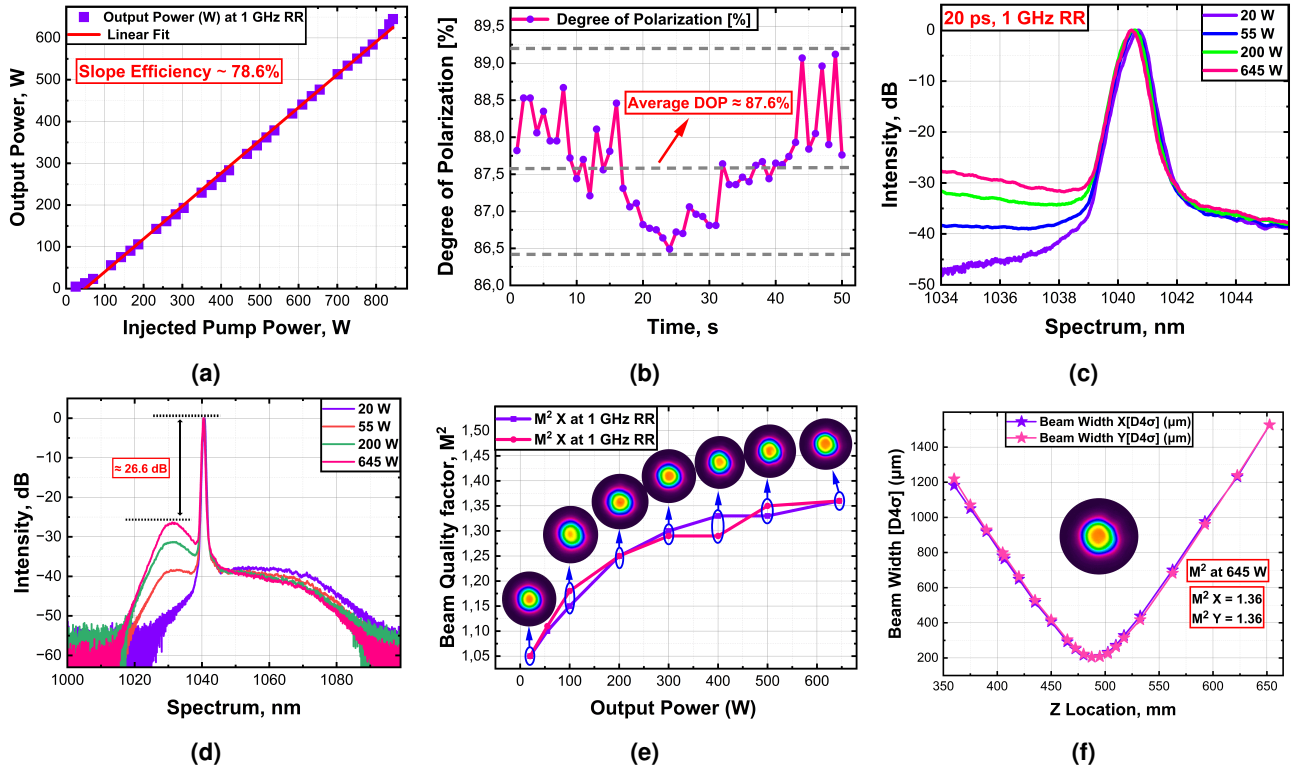 Output Power (W) at 1 GHz RR
Linear Fit
Slope Efficiency ~ 78.6%
Output Power, W
600
500
400
300
200
100
0
0 100 200 300 400 500 600 700 800
Injected Pump Power, W
(a)
Degree of Polarization [%]
Average DOP ≈ 87.6%
Degree of Polarization [%]
89,5
89,0
88,5
88,0
87,5
87,0
86,5
86,0
0 10 20 30 40 50
Time, s
(b)
20 ps, 1 GHz RR
20 W
55 W
200 W
645 W
Intensity, dB
0
−10
−20
−30
−40
−50
1034 1036 1038 1040 1042 1044
Spectrum, nm
(c)
20 W
55 W
200 W
645 W
≈ 26.6 dB
Intensity, dB
0
−10
−20
−30
−40
−50
−60
1000 1020 1040 1060 1080
Spectrum, nm
(d)
M² X at 1 GHz RR
M² X at 1 GHz RR
Beam Quality factor, M²
1,50
1,45
1,40
1,35
1,30
1,25
1,20
1,15
1,10
1,05
0 100 200 300 400 500 600
Output Power (W)
(e)
Beam Width X[D4σ] (µm)
Beam Width Y[D4σ] (µm)
M² at 645 W
M² X = 1.36
M² Y = 1.36
Beam Width [D4σ] (µm)
1400
1200
1000
800
600
400
200
350 400 450 500 550 600 650
Z Location, mm
(f)